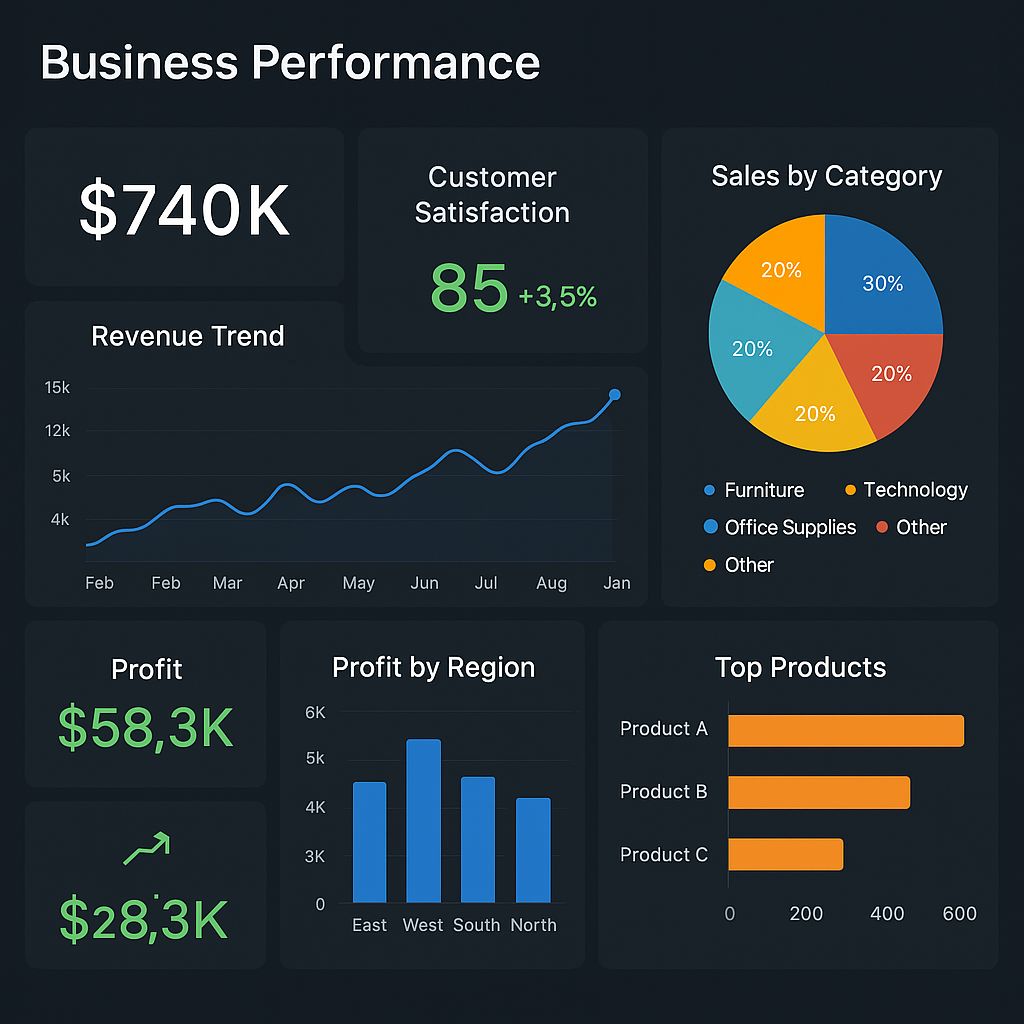 Business Performance
$740K
Customer
Satisfaction
85 +3,5%
Sales by Category
30%
20%
20%
20%
20%
Furniture
Technology
Office Supplies
Other
Other
Revenue Trend
15k
12k
5k
4k
Feb Feb Mar Apr May Jun Jul Aug Jan
Profit
$58,3K
$28,3K
Profit by Region
6K
5k
4K
3K
0
East West South North
Top Products
Product A
Product B
Product C
0 200 400 600